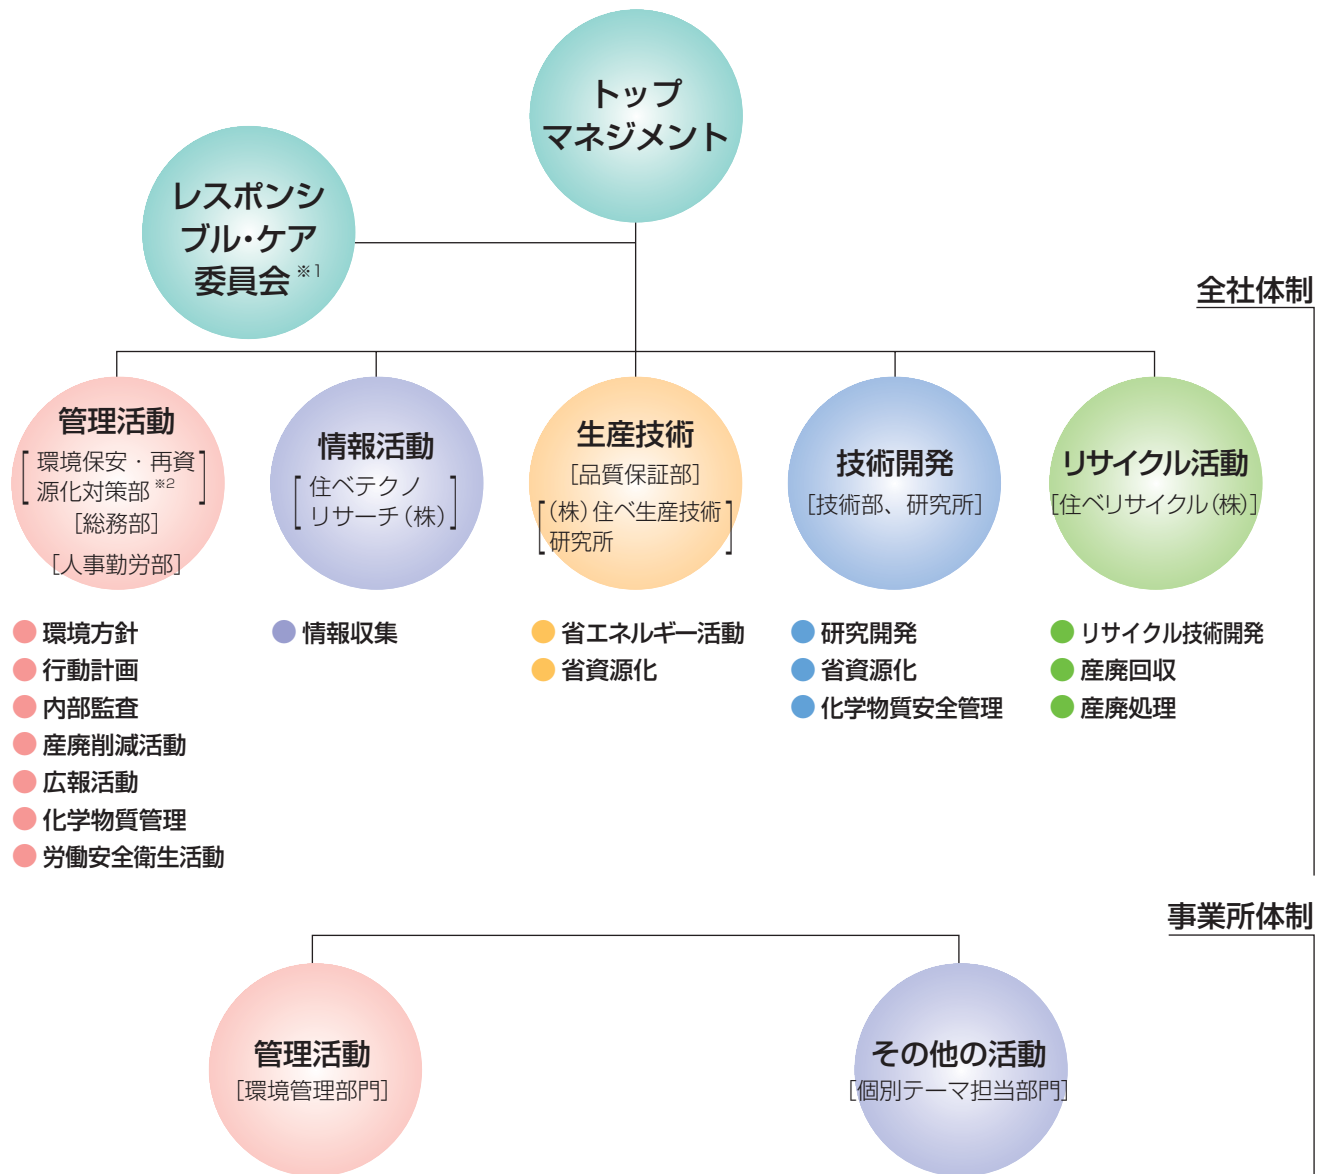 トップ
マネジメント
レスポンシ
ブル・ケア
委員会※1
全社体制
管理活動
[環境保安・再資
源化対策部※2]
[総務部]
[人事勤労部]
情報活動
[住ベテクノ
リサーチ(株)]
生産技術
[品質保証部]
[(株)住ベ生産技術
研究所]
技術開発
[技術部、研究所]
リサイクル活動
[住ベリサイクル(株)]
● 環境方針
● 行動計画
● 内部監査
● 産廃削減活動
● 広報活動
● 化学物質管理
● 労働安全衛生活動
● 情報収集
● 省エネルギー活動
● 省資源化
● 研究開発
● 省資源化
● 化学物質安全管理
● リサイクル技術開発
● 産廃回収
● 産廃処理
事業所体制
管理活動
[環境管理部門]
その他の活動
[個別テーマ担当部門]